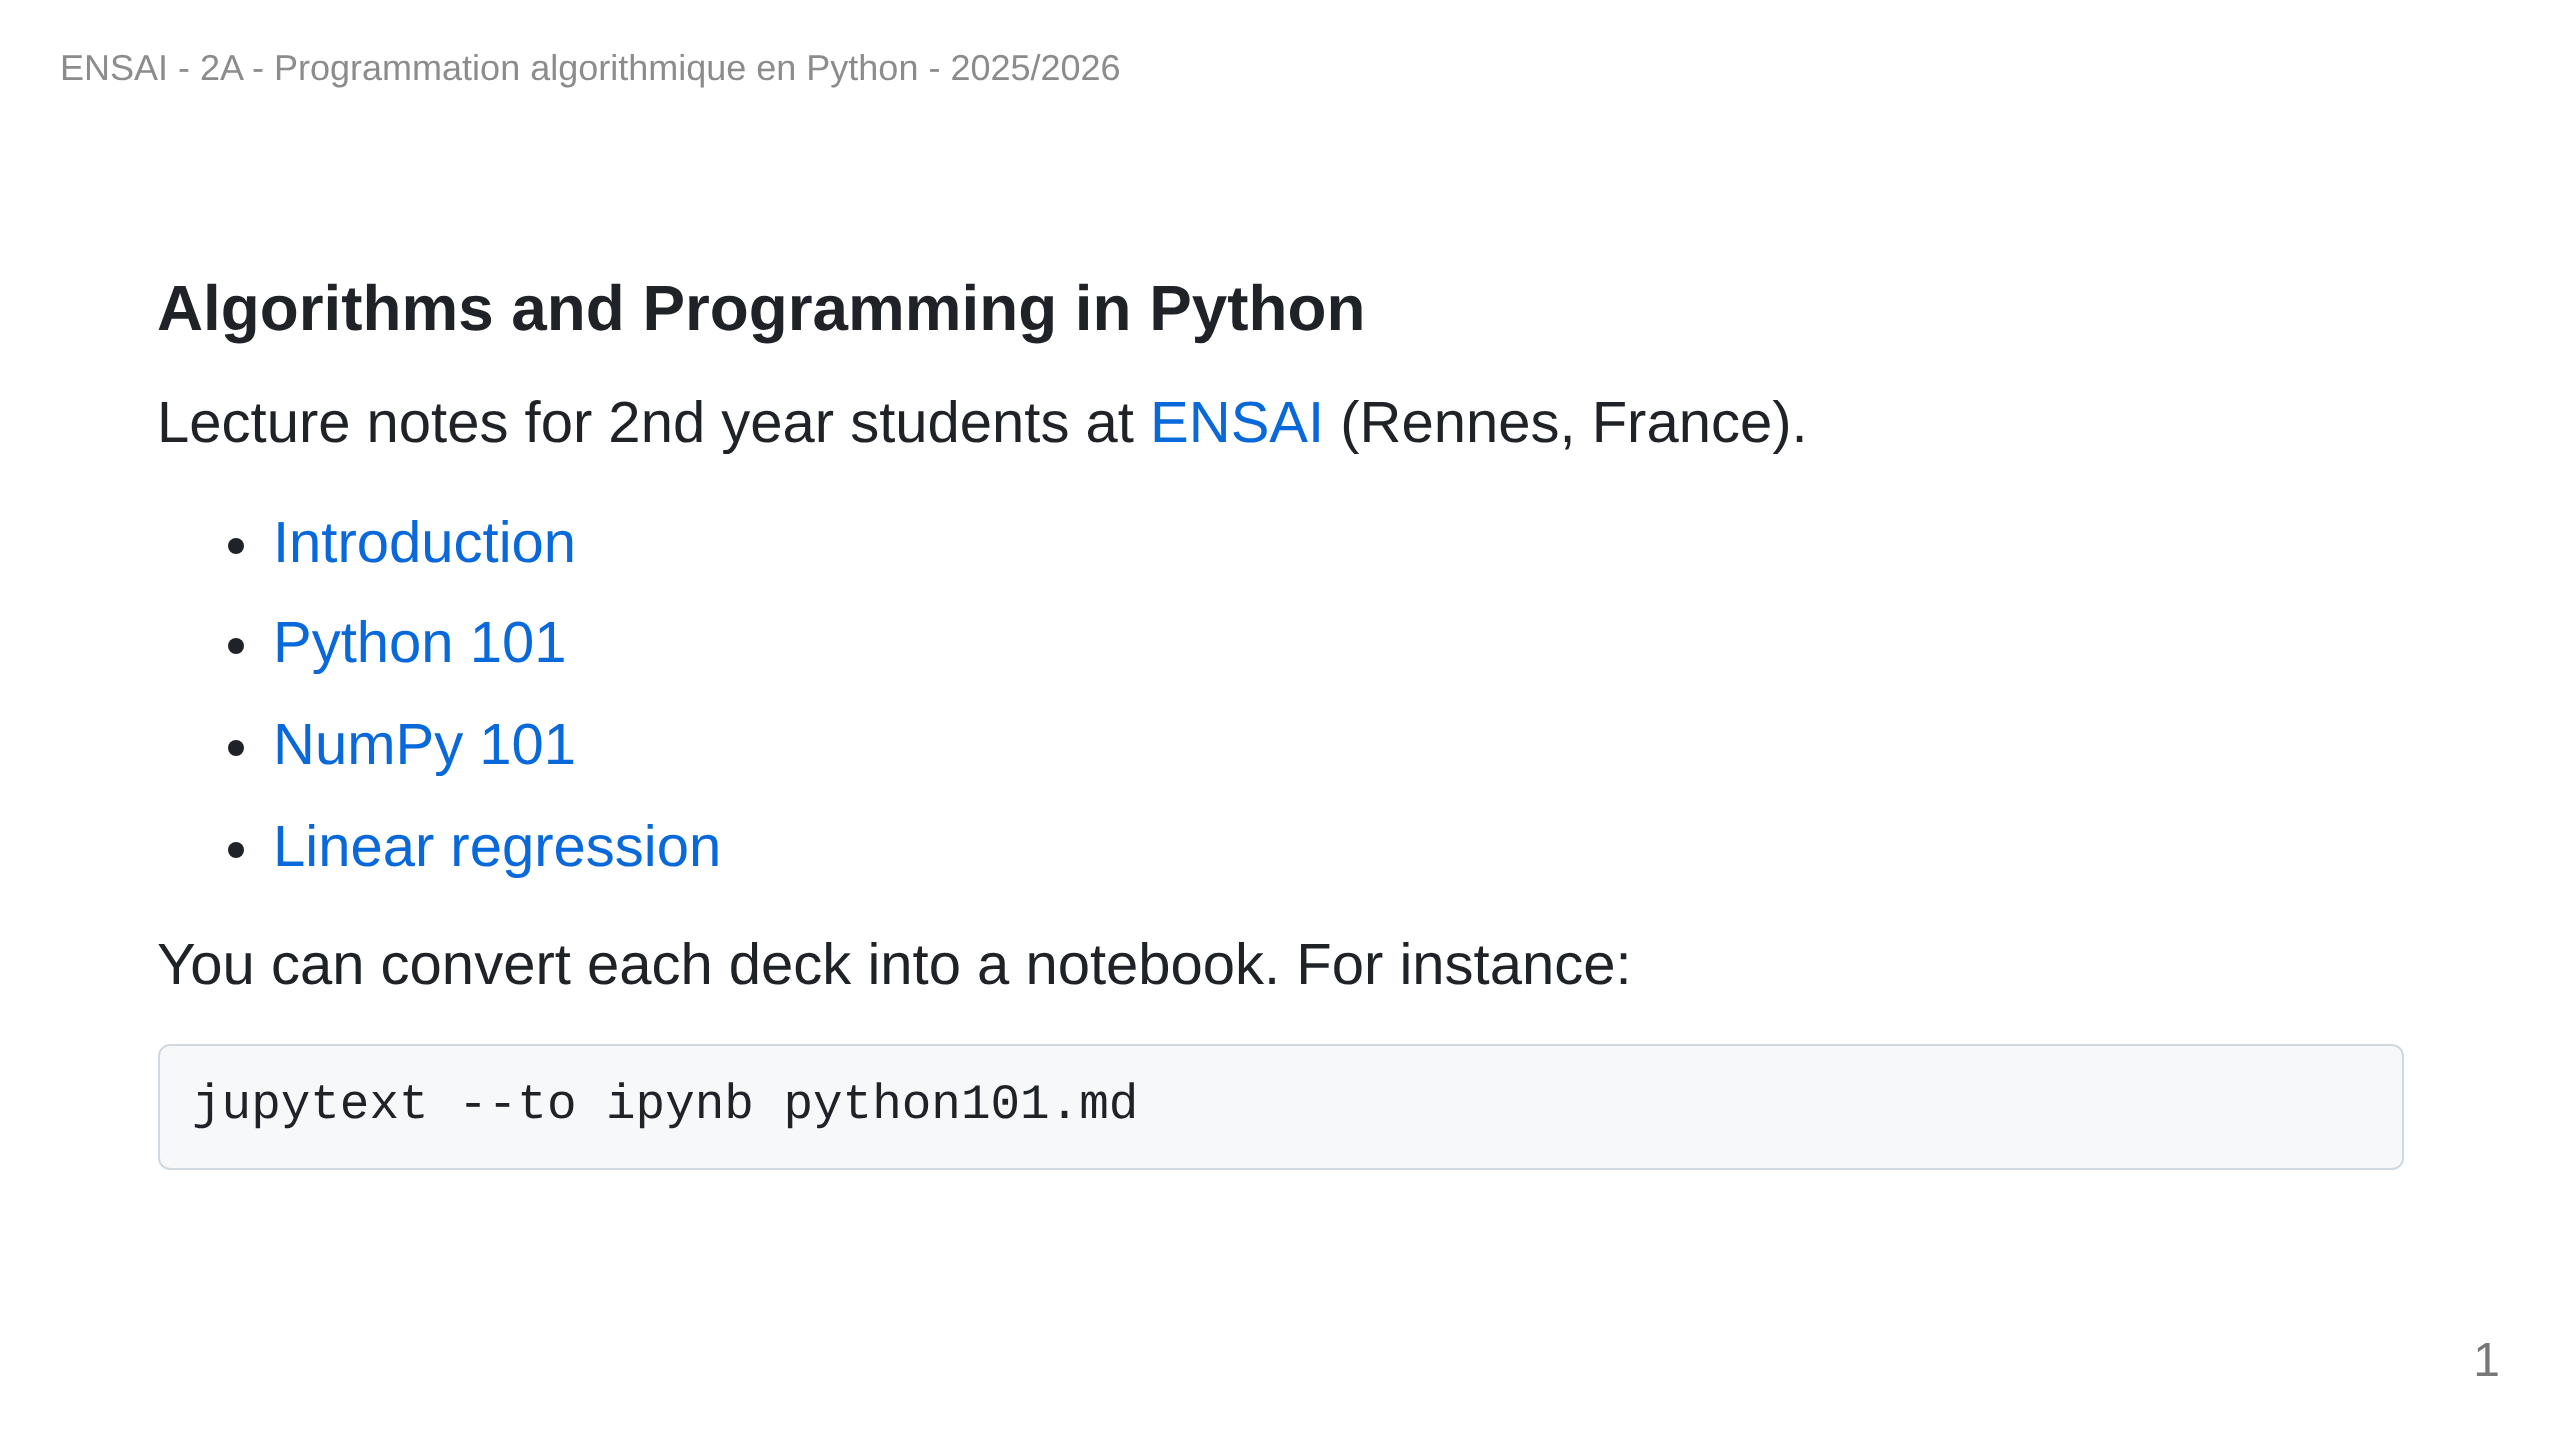 ENSAI - 2A - Programmation algorithmique en Python - 2025/2026
Algorithms and Programming in Python
Lecture notes for 2nd year students at ENSAI (Rennes, France).
• Introduction
• Python 101
• NumPy 101
• Linear regression
You can convert each deck into a notebook. For instance:
jupytext --to ipynb python101.md
1